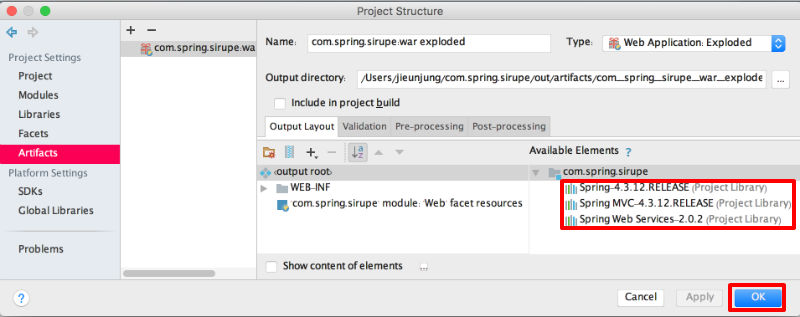 Project Structure
Project Settings
Project
Modules
Libraries
Facets
Artifacts
Platform Settings
SDKs
Global Libraries
Problems
com.spring.sirupe:wa
Name: com.spring.sirupe:war exploded Type: Web Application: Exploded
Output directory: /Users/jieunjung/com.spring.sirupe/out/artifacts/com_spring_sirupe_war_explode ...
Include in project build
Output Layout Validation Pre-processing Post-processing
<output root>
WEB-INF
'com.spring.sirupe' module: 'Web' facet resources
Available Elements ?
com.spring.sirupe
Spring-4.3.12.RELEASE (Project Library)
Spring MVC-4.3.12.RELEASE (Project Library)
Spring Web Services-2.0.2 (Project Library)
Show content of elements ...
? Cancel Apply OK